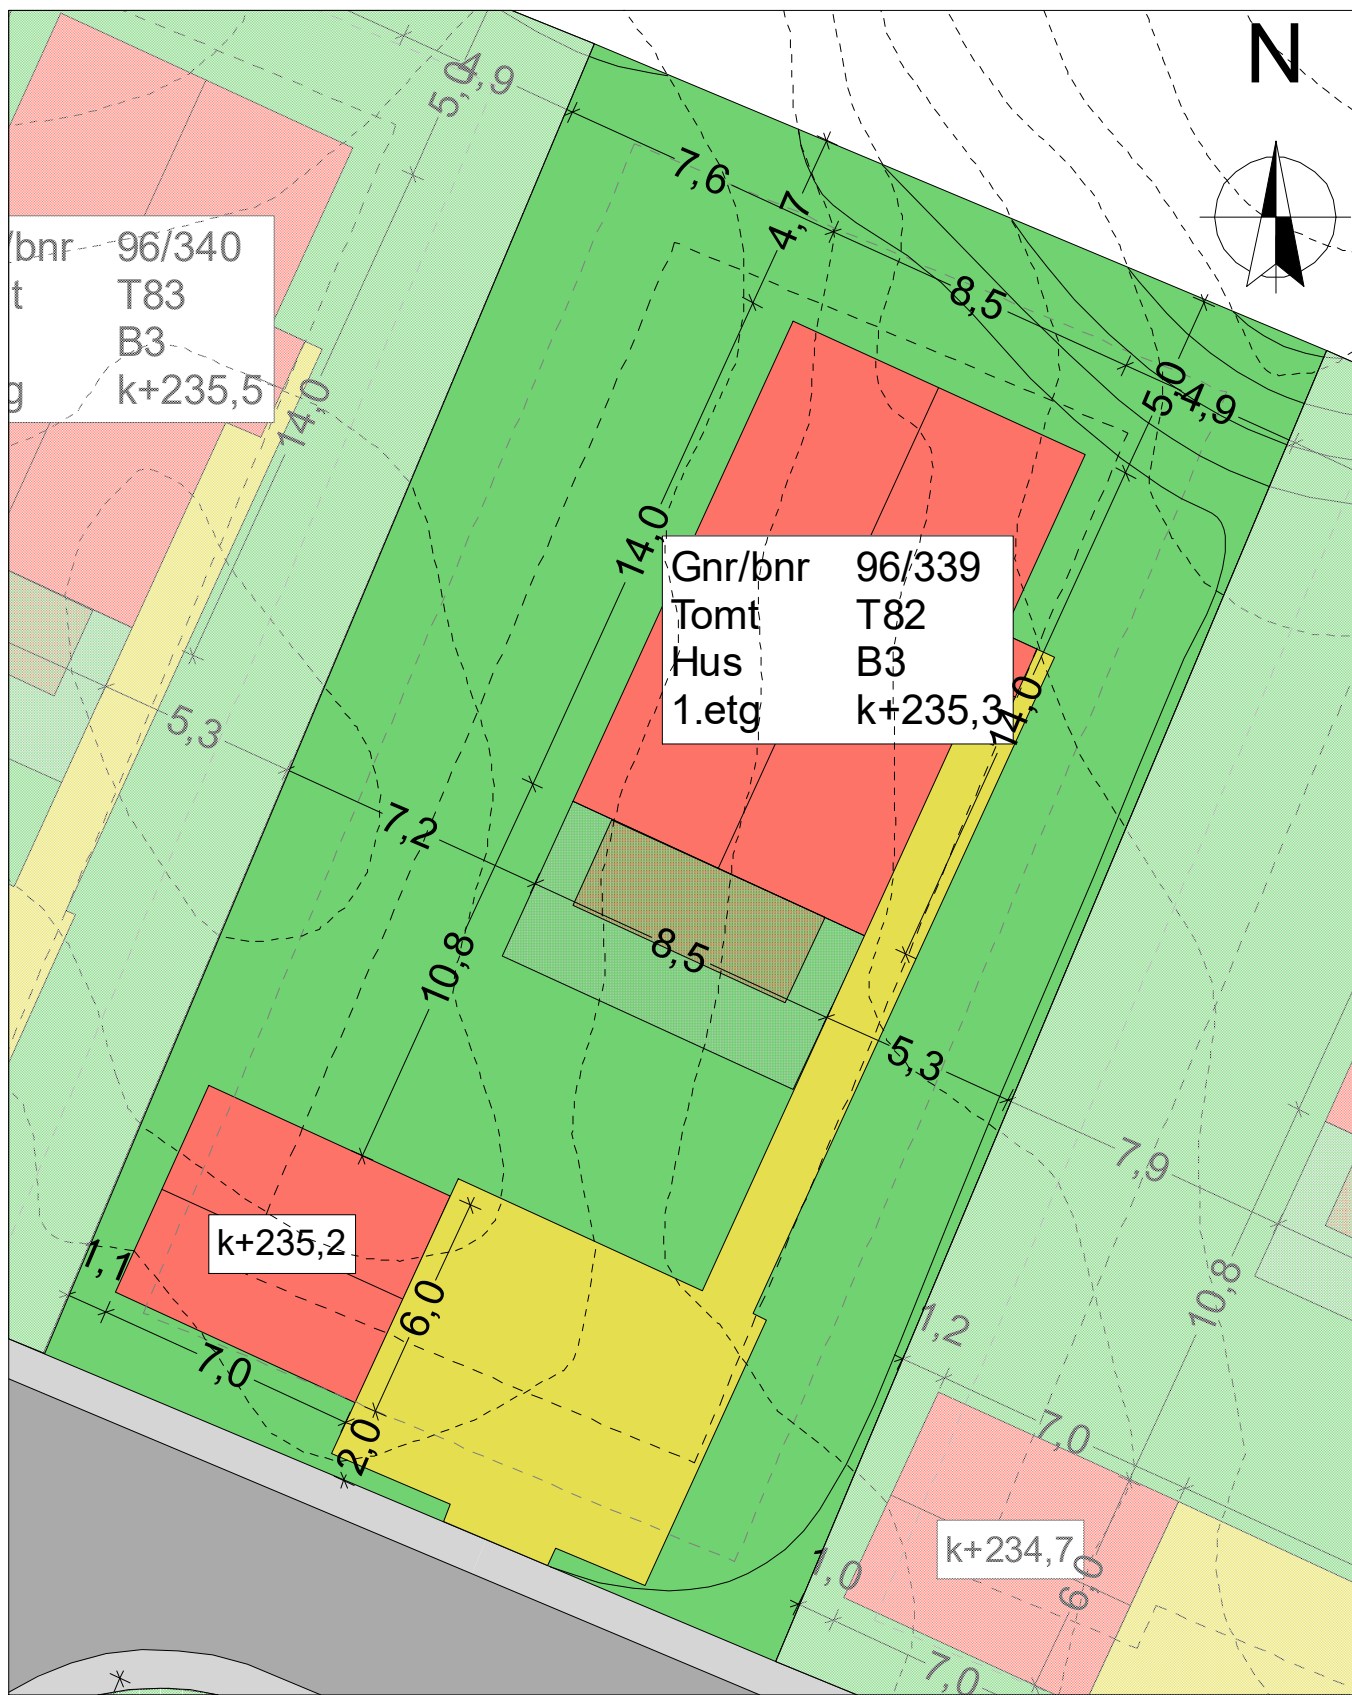 N
4,9
5,0
7,6
4,7
/bnr 96/340
t T83
B3
g k+235,5
8,5
5,0
4,9
14,0
14,0
Gnr/bnr 96/339
Tomt T82
Hus B3
1.etg k+235,3
14,0
5,3
7,2
8,5
10,8
5,3
7,9
k+235,2
1,1
6,0
10,8
1,2
7,0
2,0
7,0
k+234,7
1,0
6,0
7,0